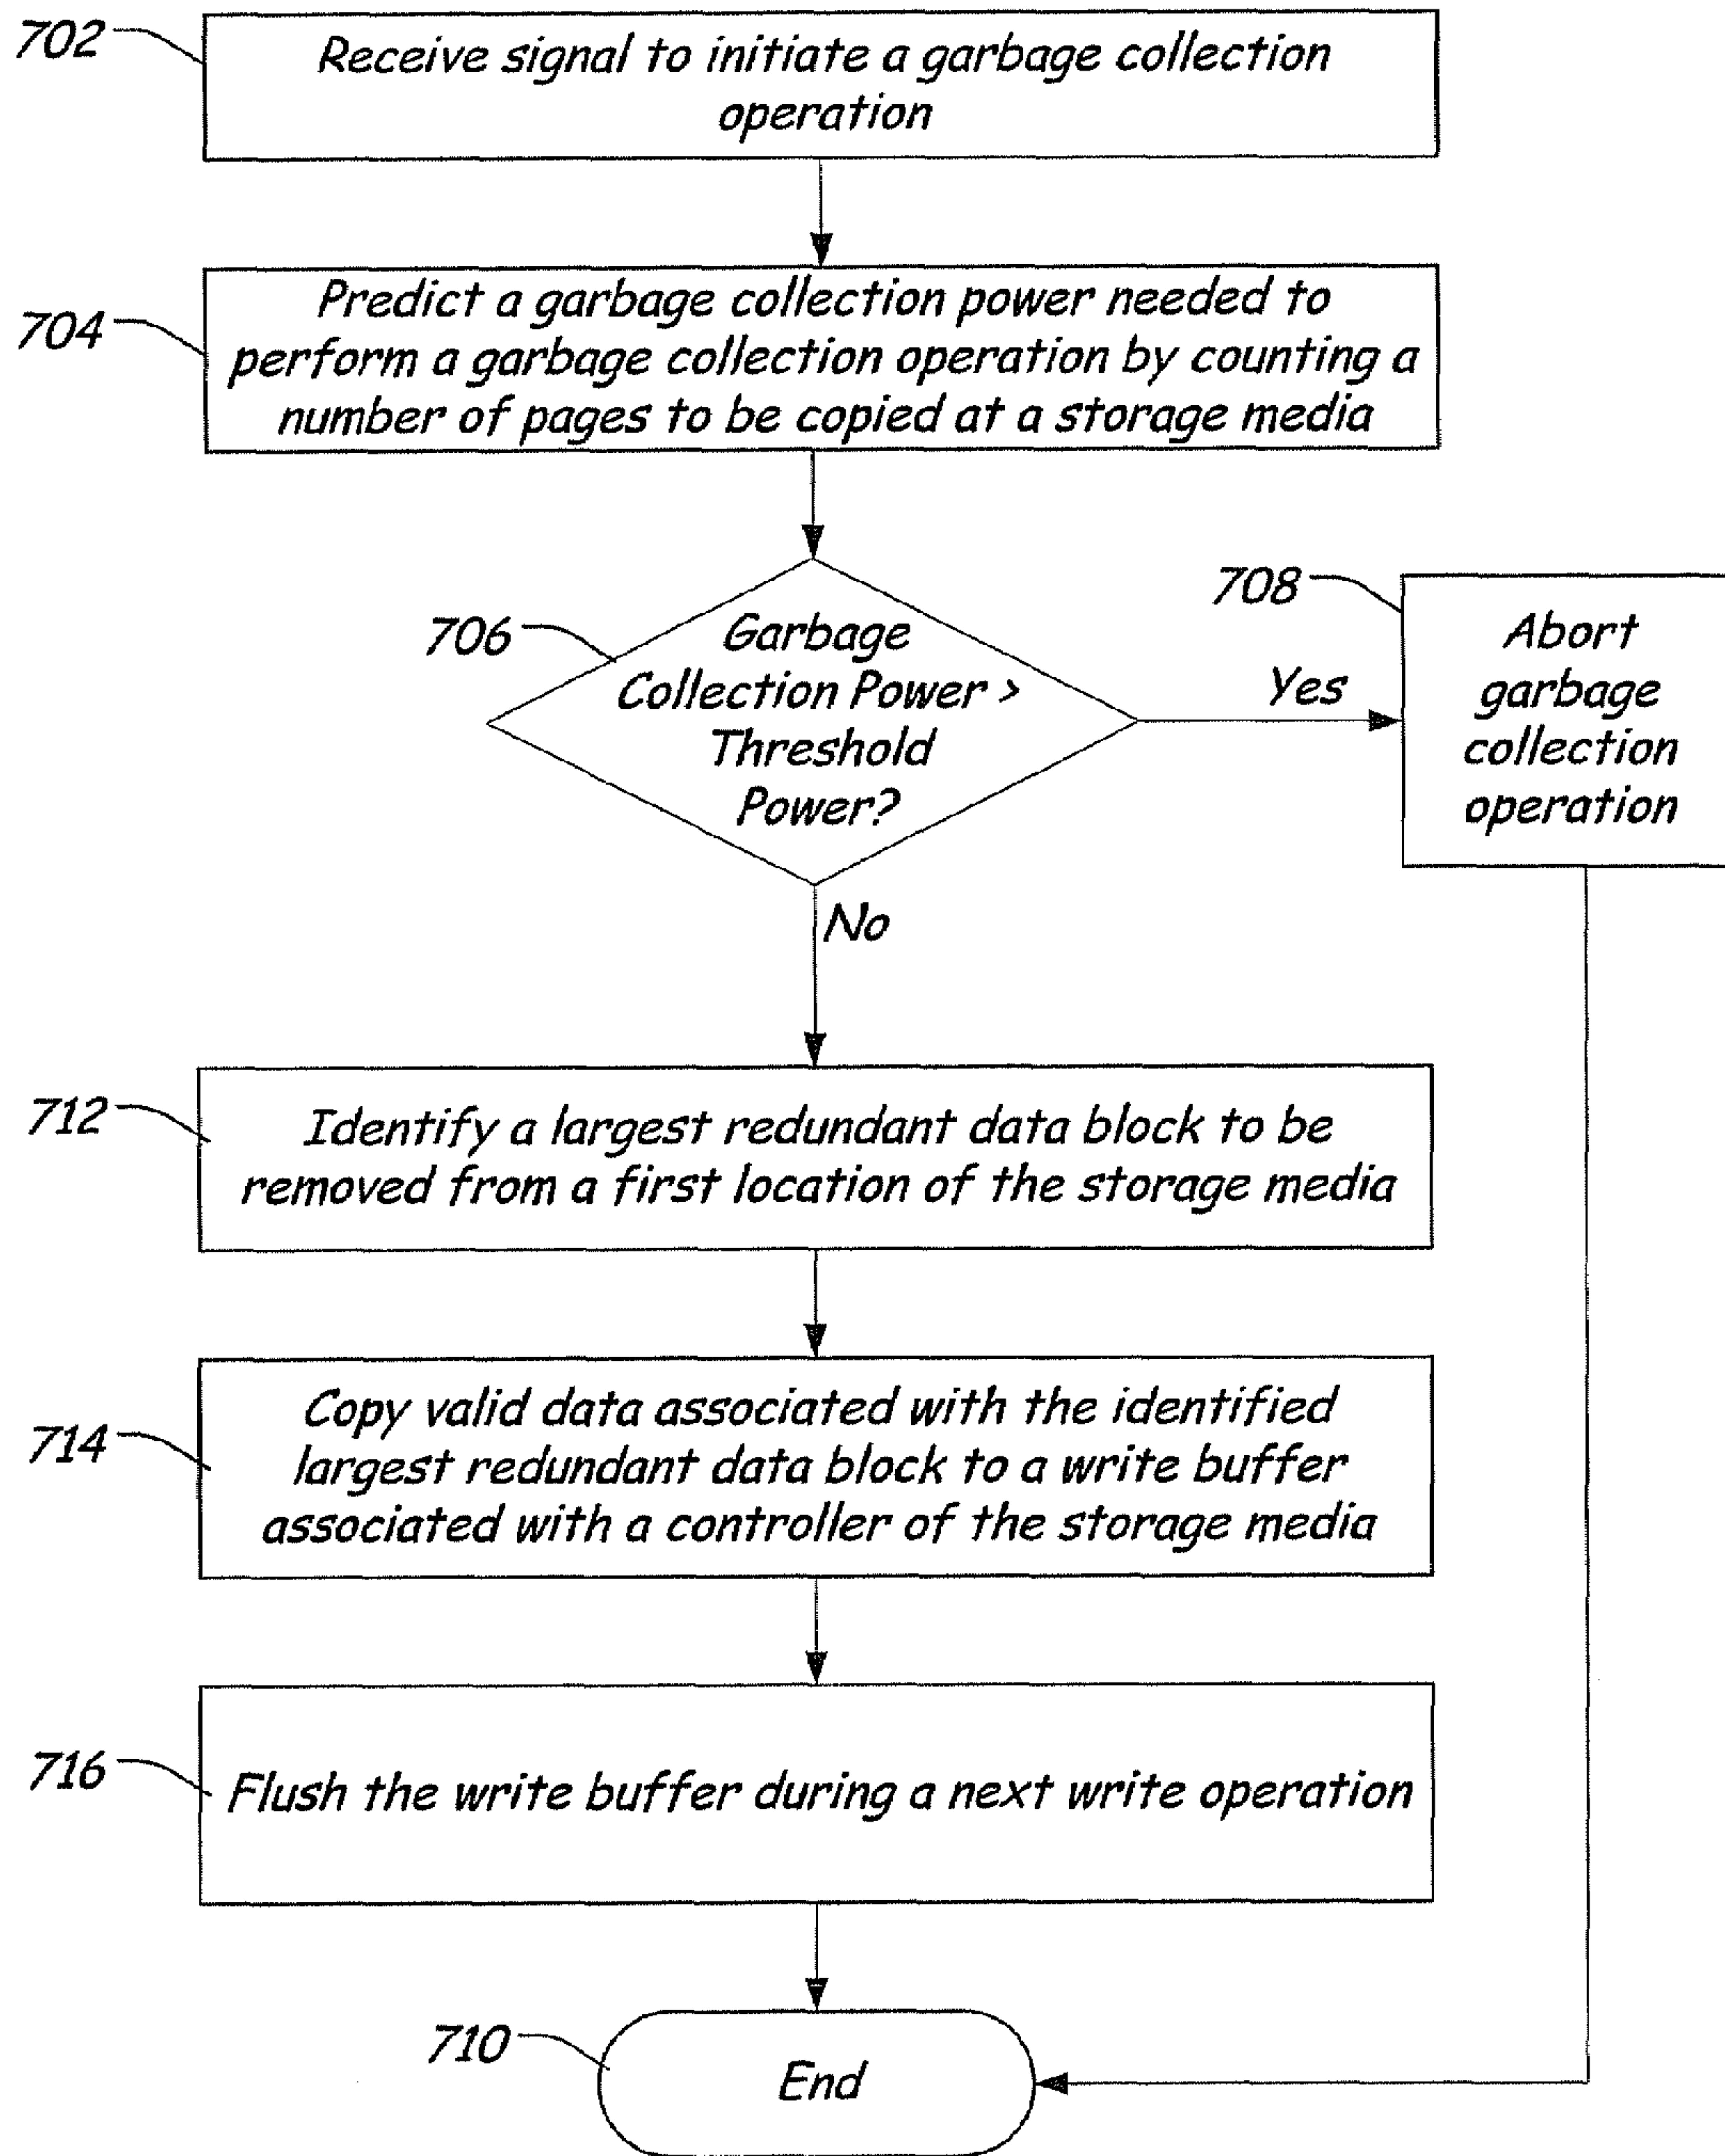 702
Receive signal to initiate a garbage collection
operation
704
Predict a garbage collection power needed to
perform a garbage collection operation by counting a
number of pages to be copied at a storage media
706
Garbage
Collection Power >
Threshold
Power?
Yes
708
Abort
garbage
collection
operation
No
712
Identify a largest redundant data block to be
removed from a first location of the storage media
714
Copy valid data associated with the identified
largest redundant data block to a write buffer
associated with a controller of the storage media
716
Flush the write buffer during a next write operation
710
End